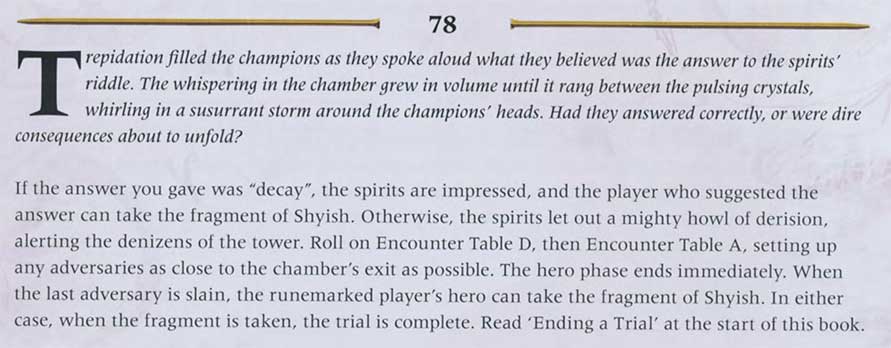 78
Trepidation filled the champions as they spoke aloud what they believed was the answer to the spirits’
riddle. The whispering in the chamber grew in volume until it rang between the pulsing crystals,
whirling in a susurrant storm around the champions’ heads. Had they answered correctly, or were dire
consequences about to unfold?
If the answer you gave was “decay”, the spirits are impressed, and the player who suggested the
answer can take the fragment of Shyish. Otherwise, the spirits let out a mighty howl of derision,
alerting the denizens of the tower. Roll on Encounter Table D, then Encounter Table A, setting up
any adversaries as close to the chamber’s exit as possible. The hero phase ends immediately. When
the last adversary is slain, the runemarked player’s hero can take the fragment of Shyish. In either
case, when the fragment is taken, the trial is complete. Read ‘Ending a Trial’ at the start of this book.